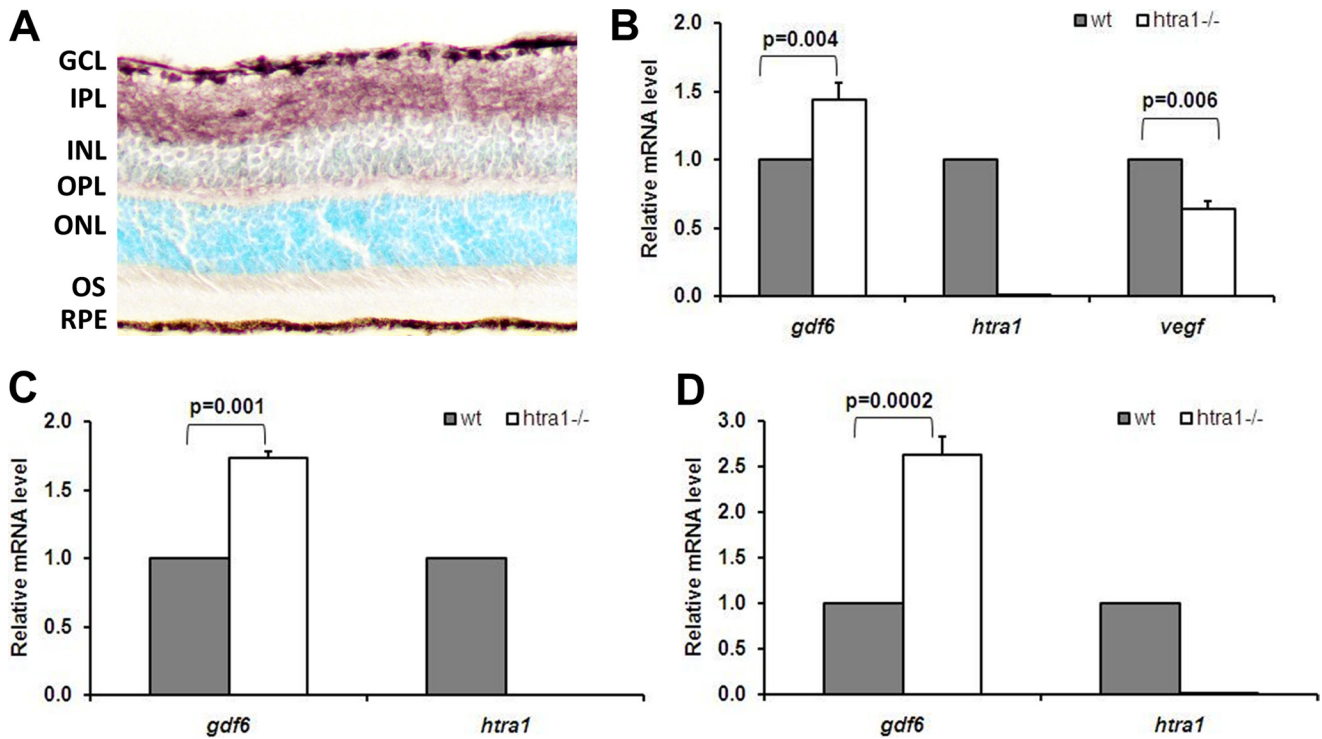 A
GCL
IPL
INL
OPL
ONL
OS
RPE
B
wt htra1-/-
Relative mRNA level
2.0
1.5
1.0
0.5
0.0
p=0.004
p=0.006
gdf6 htra1 vegf
C
wt htra1-/-
Relative mRNA level
2.0
1.5
1.0
0.5
0.0
p=0.001
gdf6 htra1
D
wt htra1-/-
Relative mRNA level
3.0
2.5
2.0
1.5
1.0
0.5
0.0
p=0.0002
gdf6 htra1